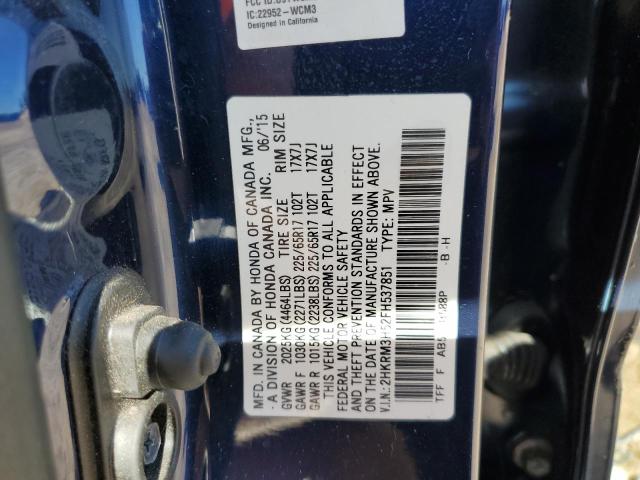 IC:22952-WCM3
Designed in California
MFD. IN CANADA BY HONDA OF CANADA MFG.,
- A DIVISION OF HONDA CANADA INC. 06/'15
GVWR 2025KG (4464LBS) TIRE SIZE RIM SIZE
GAWR F 1030KG (2271LBS) 225/65R17 102T 17X7J
GAWR R 1015KG (2238LBS) 225/65R17 102T 17X7J
THIS VEHICLE CONFORMS TO ALL APPLICABLE
FEDERAL MOTOR VEHICLE SAFETY
AND THEFT PREVENTION STANDARDS IN EFFECT
ON THE DATE OF MANUFACTURE SHOWN ABOVE.
V.I.N.: 2HKRM3H52FH537851 TYPE: MPV
TFF F -B -H